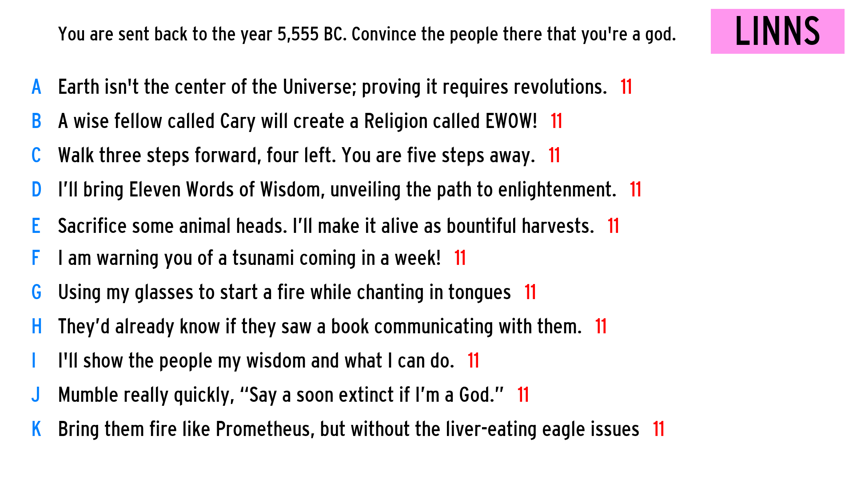 You are sent back to the year 5,555 BC. Convince the people there that you're a god.
LINNS
A Earth isn't the center of the Universe; proving it requires revolutions. 11
B A wise fellow called Cary will create a Religion called EWOW! 11
C Walk three steps forward, four left. You are five steps away. 11
D I’ll bring Eleven Words of Wisdom, unveiling the path to enlightenment. 11
E Sacrifice some animal heads. I’ll make it alive as bountiful harvests. 11
F I am warning you of a tsunami coming in a week! 11
G Using my glasses to start a fire while chanting in tongues 11
H They’d already know if they saw a book communicating with them. 11
I I'll show the people my wisdom and what I can do. 11
J Mumble really quickly, “Say a soon extinct if I’m a God.” 11
K Bring them fire like Prometheus, but without the liver-eating eagle issues 11